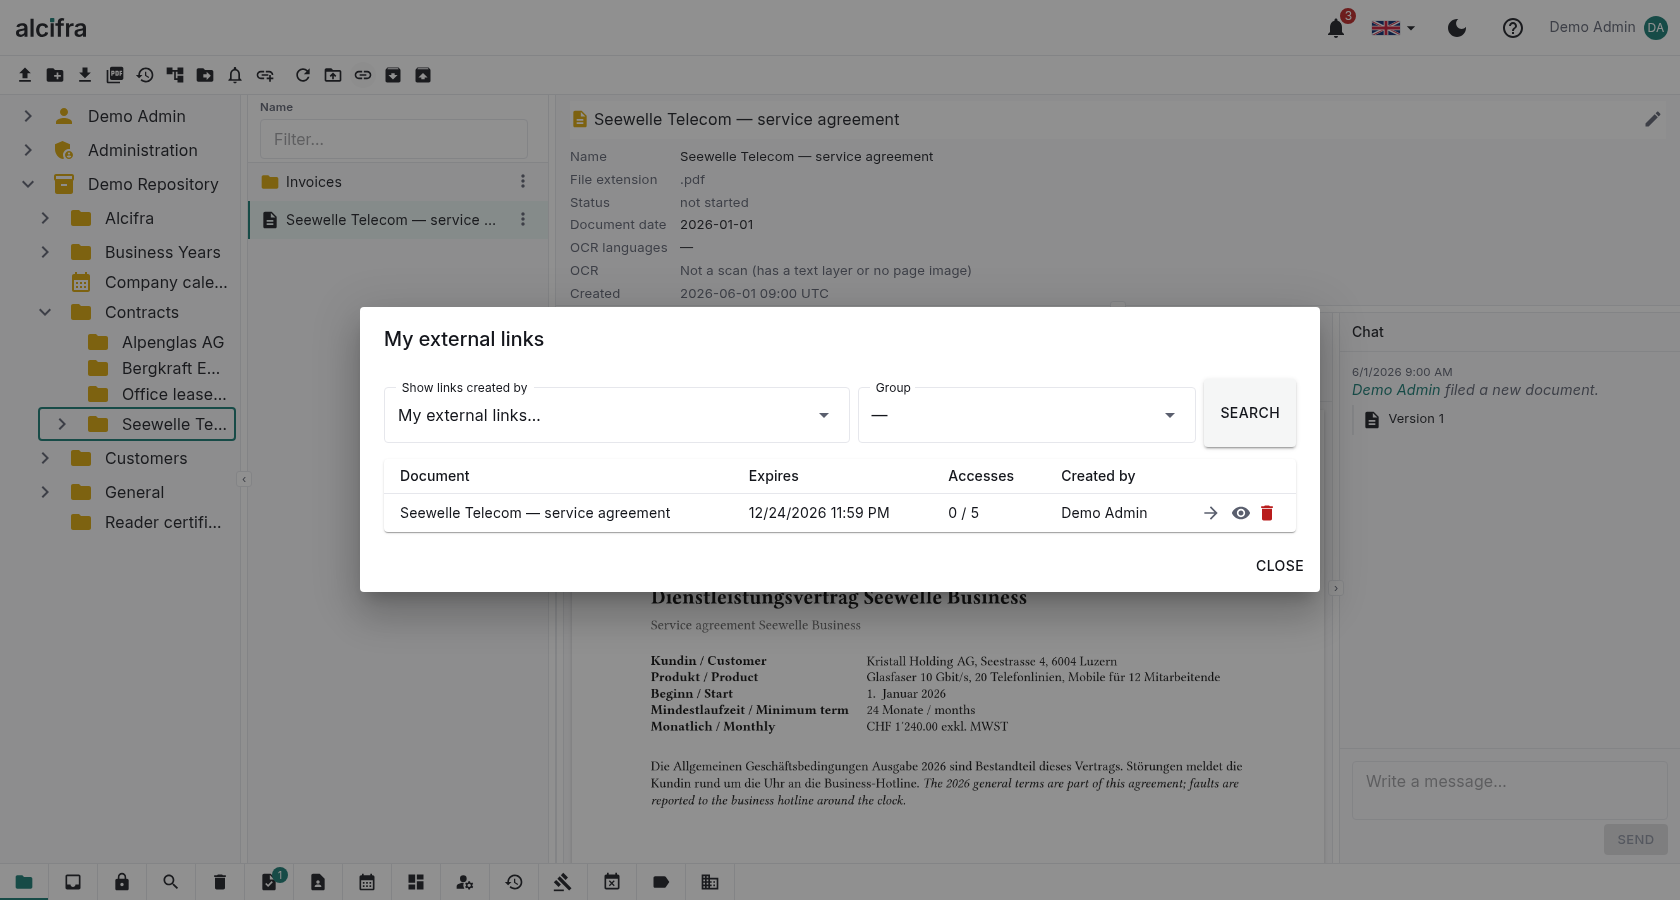 alcifra
3
Demo Admin
DA
PDF
Demo Admin
Administration
Demo Repository
Alcifra
Business Years
Company cale...
Contracts
Alpenglas AG
Bergkraft E...
Office lease...
Seewelle Te...
Customers
General
Reader certifi...
Name
Filter...
Invoices
Seewelle Telecom — service ...
Seewelle Telecom — service agreement
Name Seewelle Telecom — service agreement
File extension .pdf
Status not started
Document date 2026-01-01
OCR languages —
OCR Not a scan (has a text layer or no page image)
Created 2026-06-01 09:00 UTC
My external links
Show links created by
My external links...
Group
—
SEARCH
Document Expires Accesses Created by
Seewelle Telecom — service agreement 12/24/2026 11:59 PM 0 / 5 Demo Admin
CLOSE
Dienstleistungsvertrag Seewelle Business
Service agreement Seewelle Business
Kundin / Customer Kristall Holding AG, Seestrasse 4, 6004 Luzern
Produkt / Product Glasfaser 10 Gbit/s, 20 Telefonlinien, Mobile für 12 Mitarbeitende
Beginn / Start 1. Januar 2026
Mindestlaufzeit / Minimum term 24 Monate / months
Monatlich / Monthly CHF 1'240.00 exkl. MWST
Die Allgemeinen Geschäftsbedingungen Ausgabe 2026 sind Bestandteil dieses Vertrags. Störungen meldet die
Kundin rund um die Uhr an die Business-Hotline. The 2026 general terms are part of this agreement; faults are
reported to the business hotline around the clock.
Chat
6/1/2026 9:00 AM
Demo Admin filed a new document.
Version 1
Write a message...
SEND
1